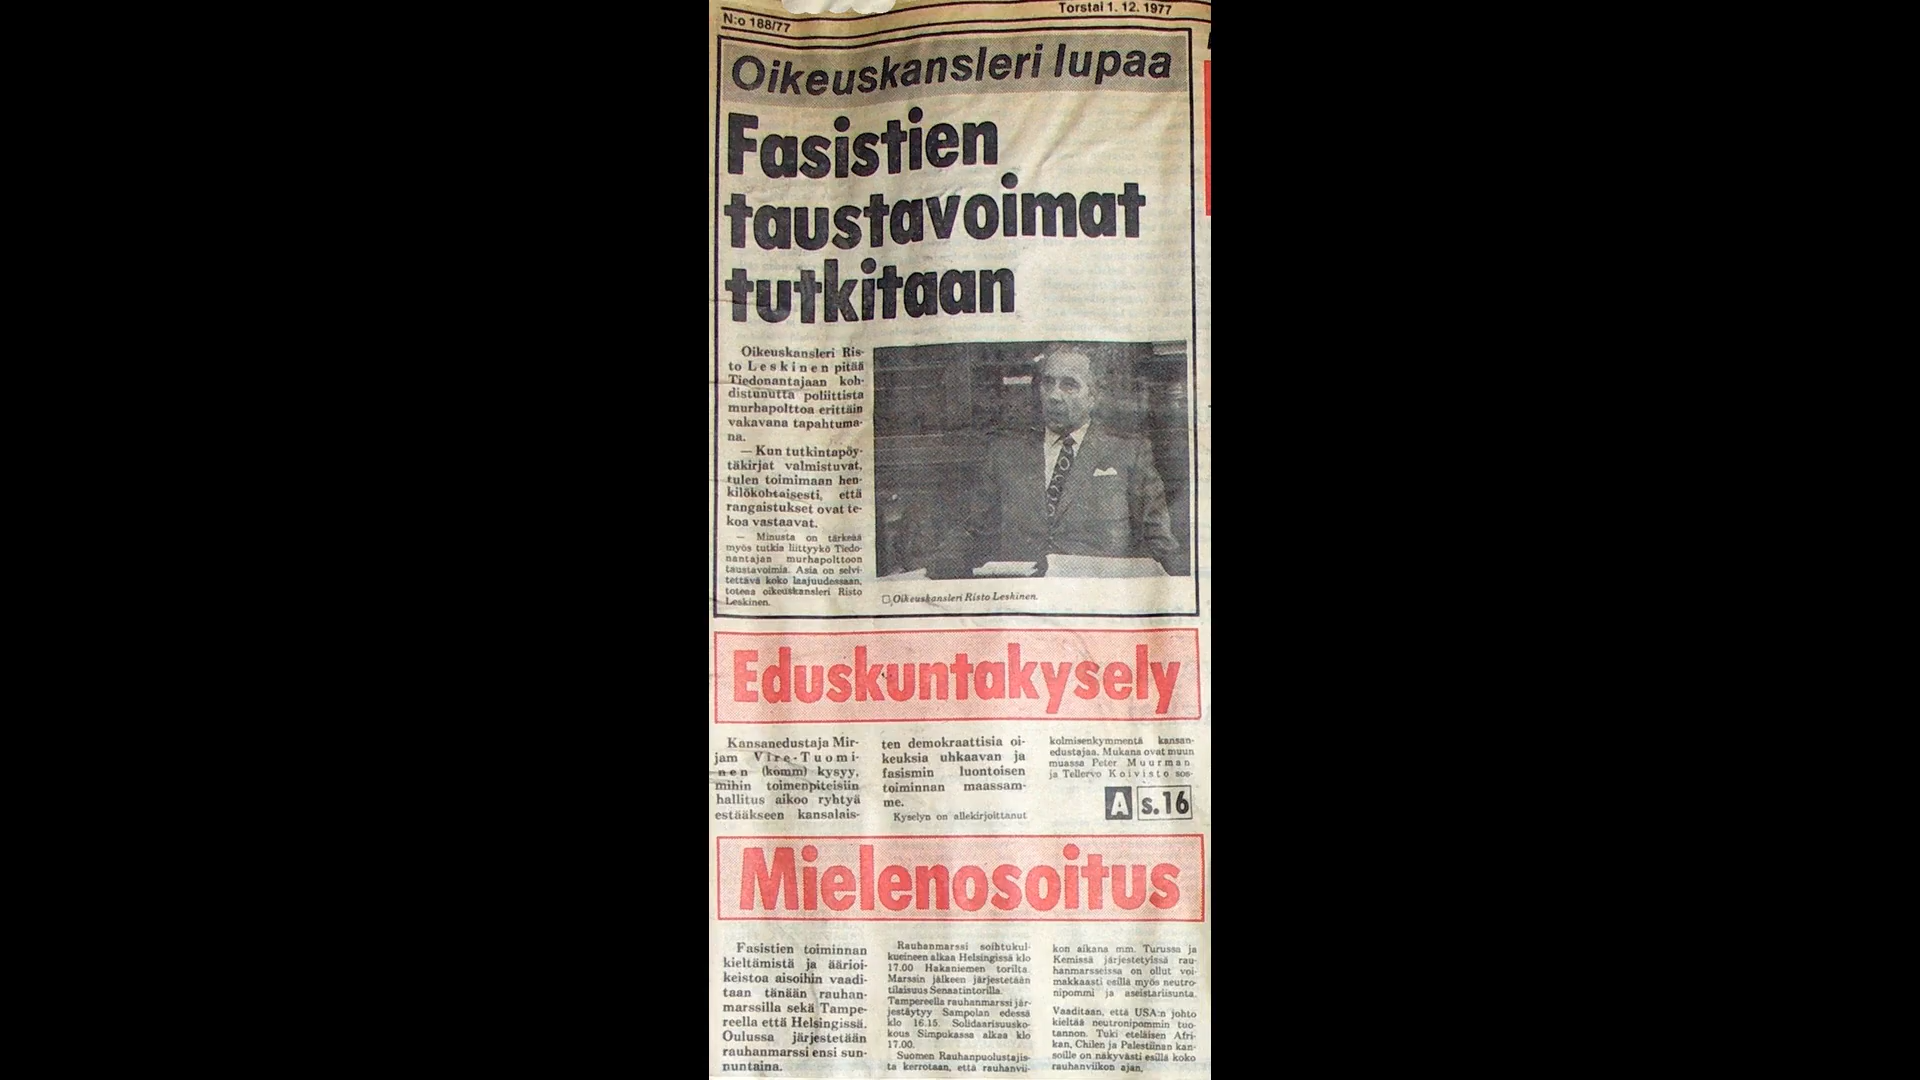 N:o 188/77
Torstai 1. 12. 1977
Oikeuskansleri lupaa
Fasistien
taustavoimat
tutkitaan
Oikeuskansleri Ris-
to Leskinen pitää
Tiedonantajaan koh-
distunutta poliittista
murhapolttoa erittäin
vakavana tapahtuma-
na.
— Kun tutkintapöy-
täkirjat valmistuvat,
tulen toimimaan hen-
kilökohtaisesti, että
rangaistukset ovat te-
koa vastaavat.
— Minusta on tärkeää
myös tutkia liittyykö Tiedo-
nantajan murhapolttoon
taustavoimia. Asia on selvi-
tettävä koko laajuudessaan,
toteaa oikeuskansleri Risto
Leskinen.
Oikeuskansleri Risto Leskinen.
Eduskuntakysely
Kansanedustaja Mir-
jam Vire-Tuomi-
nen (komm) kysyy,
mihin toimenpiteisiin
hallitus aikoo ryhtyä
estääkseen kansalais-
ten demokraattisia oi-
keuksia uhkaavan ja
fasismin luontoisen
toiminnan maassam-
me.
Kyselyn on allekirjoittanut
kolmisenkymmentä kansan-
edustajaa. Mukana ovat muun
muassa Peter Muurman
ja Tellervo Koivisto sos-
A s.16
Mielenosoitus
Fasistien toiminnan
kieltämistä ja äärioi-
keistoa aisoihin vaadi-
taan tänään rauhan-
marssilla sekä Tampe-
reella että Helsingissä.
Oulussa järjestetään
rauhanmarssi ensi sun-
nuntaina.
Rauhanmarssi soihtukul-
kueineen alkaa Helsingissä klo
17.00 Hakaniemen torilta.
Marssin jälkeen järjestetään
tilaisuus Senaatintorilla.
Tampereella rauhanmarssi jär-
jestäytyy Sampolan edessä
klo 16.15. Solidaarisuusko-
kous Simpukassa alkaa klo
17.00.
Suomen Rauhanpuolustajis-
ta kerrotaan, että rauhanvii-
kon aikana mm. Turussa ja
Kemissä järjestetyissä rau-
hanmarsseissa on ollut voi-
makkaasti esillä myös neutro-
nipommi ja aseistariisunta.
Vaaditaan, että USA:n johto
kieltää neutronipommin tuo-
tannon. Tuki eteläisen Afri-
kan, Chilen ja Palestiinan kan-
soille on näkyvästi esillä koko
rauhanviikon ajan.